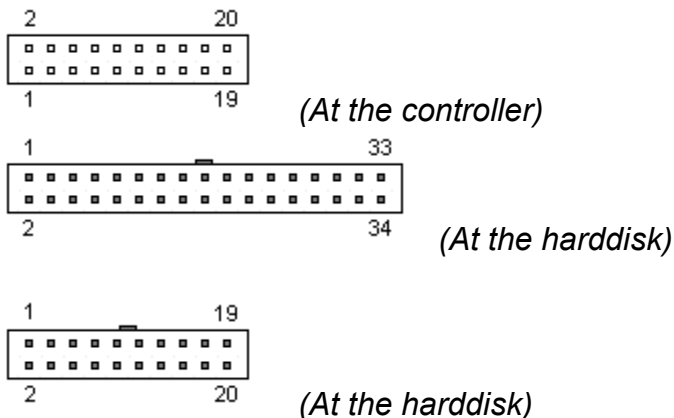 2 20
1 19
(At the controller)
1 33
2 34
(At the harddisk)
1 19
2 20
(At the harddisk)